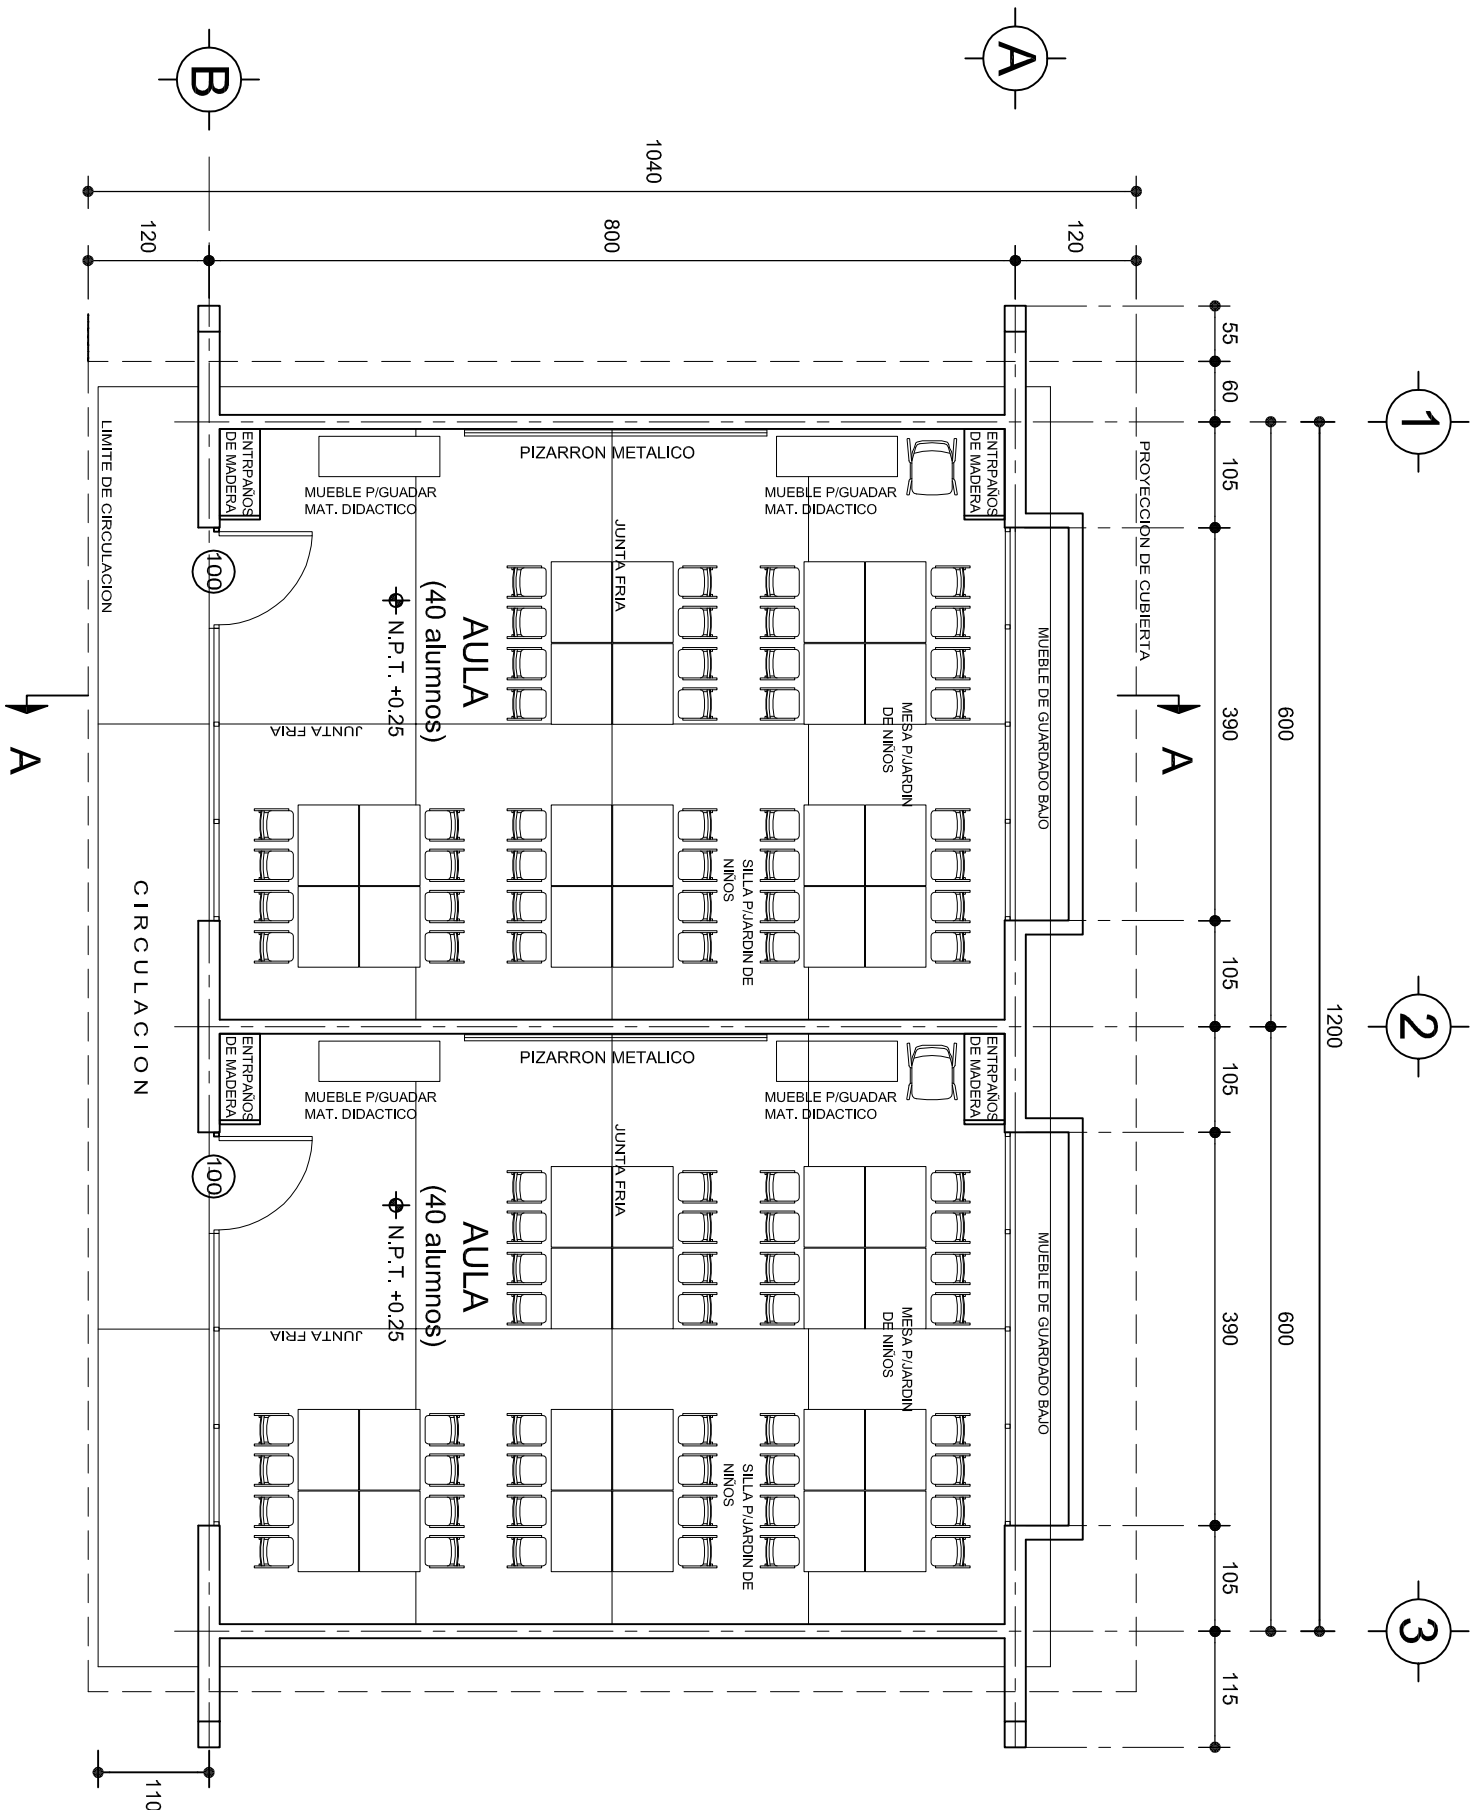 B
A
1040
120
800
120
55
60
105
390
105
105
390
105
115
600
600
1200
110
1
2
3
LIMITE DE CIRCULACION
PROYECCION DE CUBIERTA
ENTRPAÑOS
DE MADERA
PIZARRON METALICO
ENTRPAÑOS
DE MADERA
MUEBLE P/GUADAR
MAT. DIDACTICO
MUEBLE P/GUADAR
MAT. DIDACTICO
100
JUNTA FRIA
AULA
(40 alumnos)
N.P.T. +0.25
JUNTA FRIA
MUEBLE DE GUARDADO BAJO
MESA P/JARDIN
DE NIÑOS
SILLA P/JARDIN DE
NIÑOS
A
A
CIRCULACION
ENTRPAÑOS
DE MADERA
PIZARRON METALICO
ENTRPAÑOS
DE MADERA
MUEBLE P/GUADAR
MAT. DIDACTICO
MUEBLE P/GUADAR
MAT. DIDACTICO
100
JUNTA FRIA
AULA
(40 alumnos)
N.P.T. +0.25
JUNTA FRIA
MUEBLE DE GUARDADO BAJO
MESA P/JARDIN
DE NIÑOS
SILLA P/JARDIN DE
NIÑOS